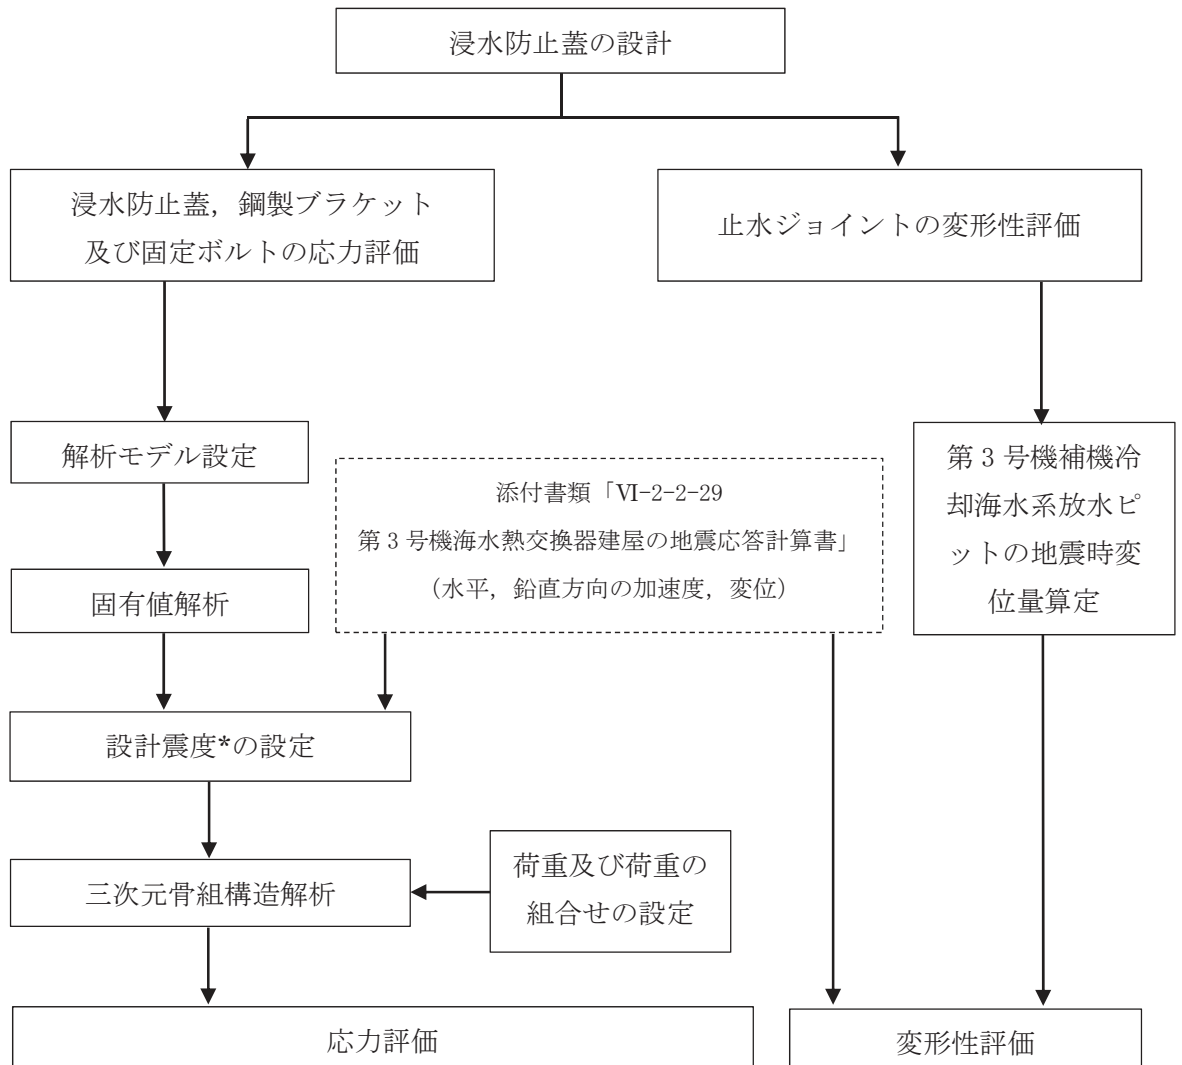 浸水防止蓋の設計
浸水防止蓋，鋼製ブラケット
及び固定ボルトの応力評価
止水ジョイントの変形性評価
解析モデル設定
添付書類「Ⅵ-2-2-29
第３号機海水熱交換器建屋の地震応答計算書」
（水平，鉛直方向の加速度，変位）
第３号機補機冷
却海水系放水ピ
ットの地震時変
位量算定
固有値解析
設計震度*の設定
三次元骨組構造解析
荷重及び荷重の
組合せの設定
応力評価
変形性評価